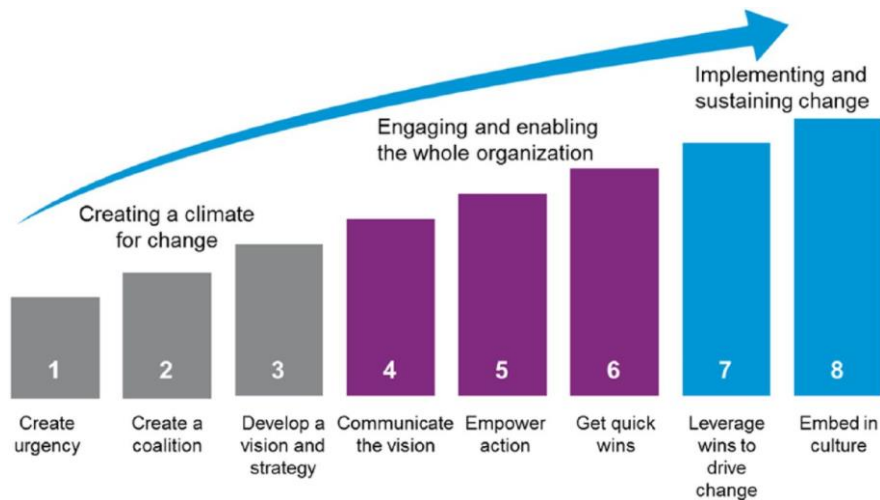 Implementing and
sustaining change
Engaging and enabling
the whole organization
Creating a climate
for change
1
2
3
4
5
6
7
8
Create
urgency
Create a
coalition
Develop a
vision and
strategy
Communicate
the vision
Empower
action
Get quick
wins
Leverage
wins to
drive
change
Embed in
culture